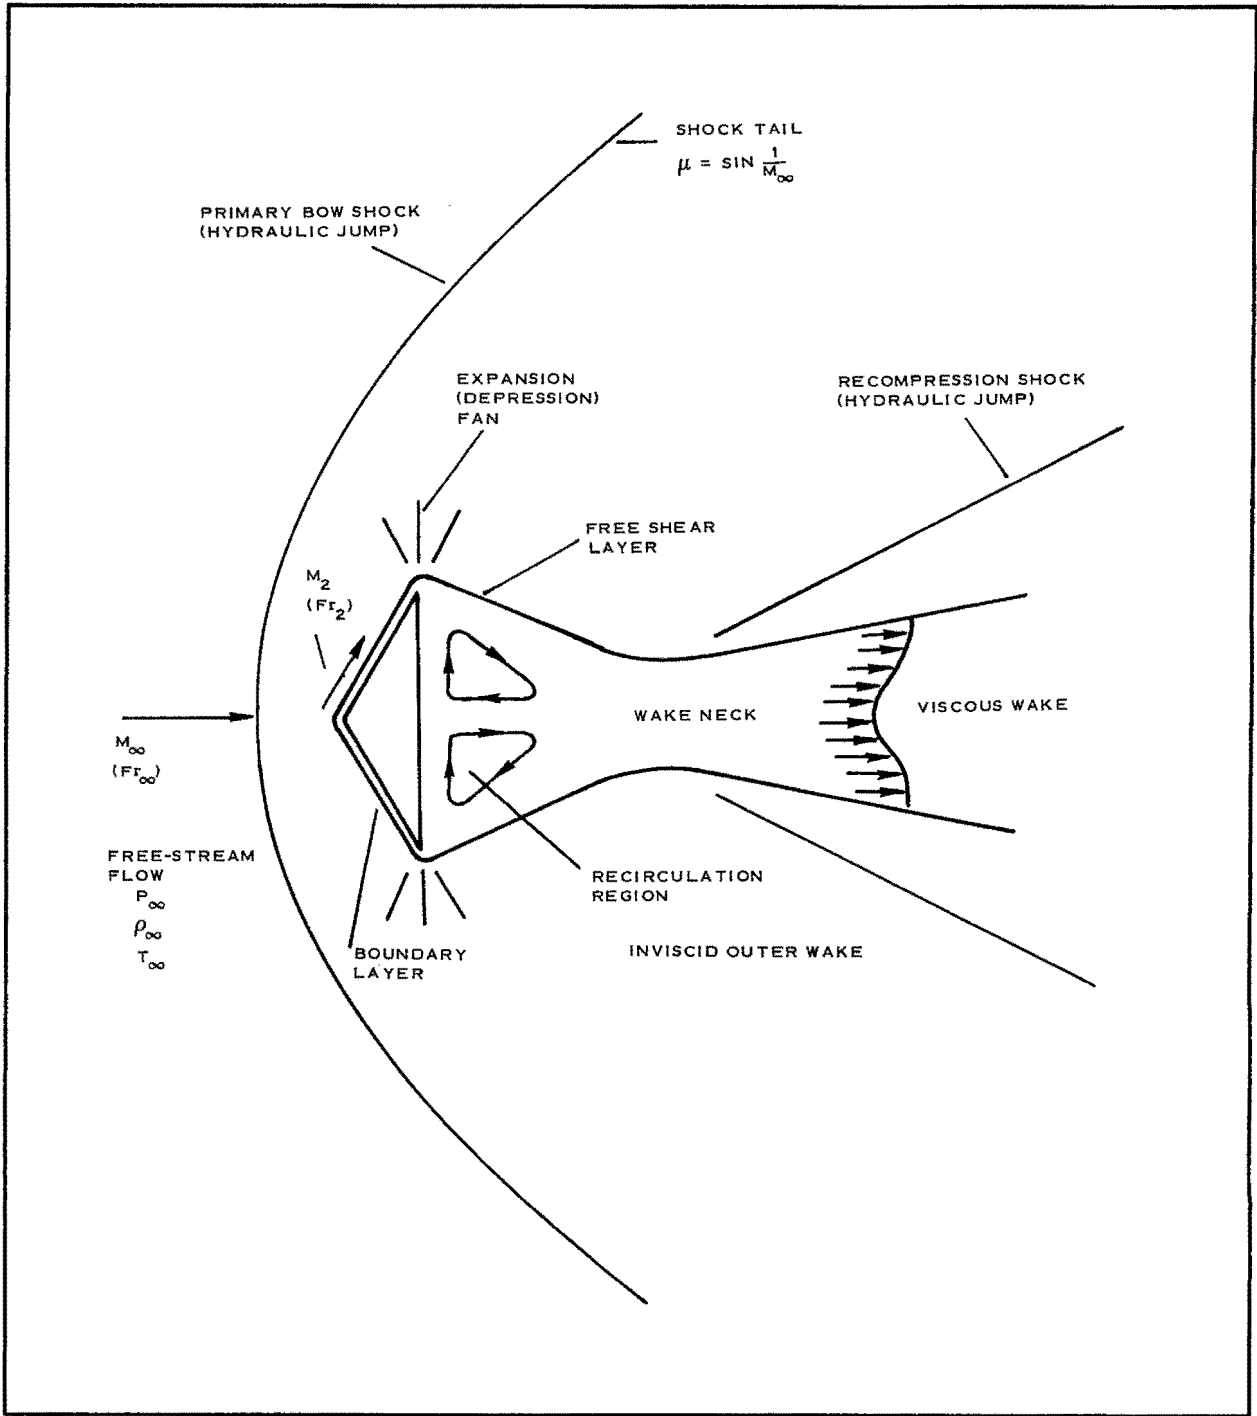 SHOCK TAIL
μ = SIN 1/M∞
PRIMARY BOW SHOCK
(HYDRAULIC JUMP)
EXPANSION
(DEPRESSION)
FAN
RECOMPRESSION SHOCK
(HYDRAULIC JUMP)
FREE SHEAR
LAYER
M2
(Fr2)
WAKE NECK
VISCOUS WAKE
M∞
(Fr∞)
FREE-STREAM
FLOW
P∞
ρ∞
T∞
RECIRCULATION
REGION
BOUNDARY
LAYER
INVISCID OUTER WAKE